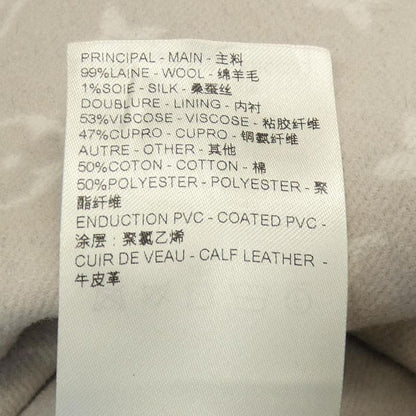 PRINCIPAL - MAIN - 主料
99%LAINE - WOOL - 绵羊毛
1%SOIE - SILK - 桑蚕丝
DOUBLURE - LINING - 内衬
53%VISCOSE - VISCOSE - 粘胶纤维
47%CUPRO - CUPRO - 铜氨纤维
AUTRE - OTHER - 其他
50%COTON - COTTON - 棉
50%POLYESTER - POLYESTER - 聚
酯纤维
ENDUCTION PVC - COATED PVC -
涂层：聚氯乙烯
CUIR DE VEAU - CALF LEATHER -
牛皮革